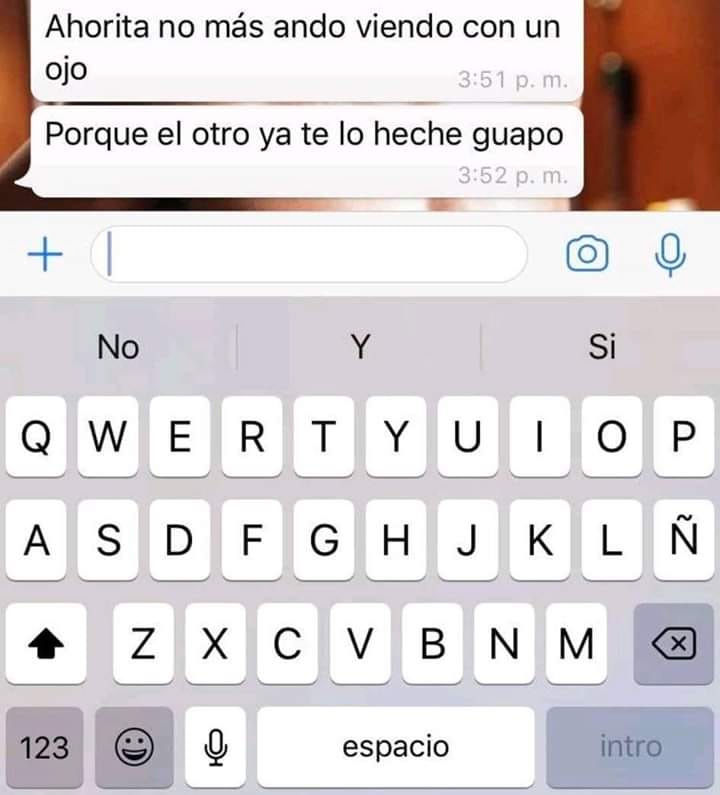 Ahorita no más ando viendo con un
ojo
3:51 p. m.
Porque el otro ya te lo heche guapo
3:52 p. m.
No Y Si
Q W E R T Y U I O P
A S D F G H J K L Ñ
Z X C V B N M
123 espacio intro